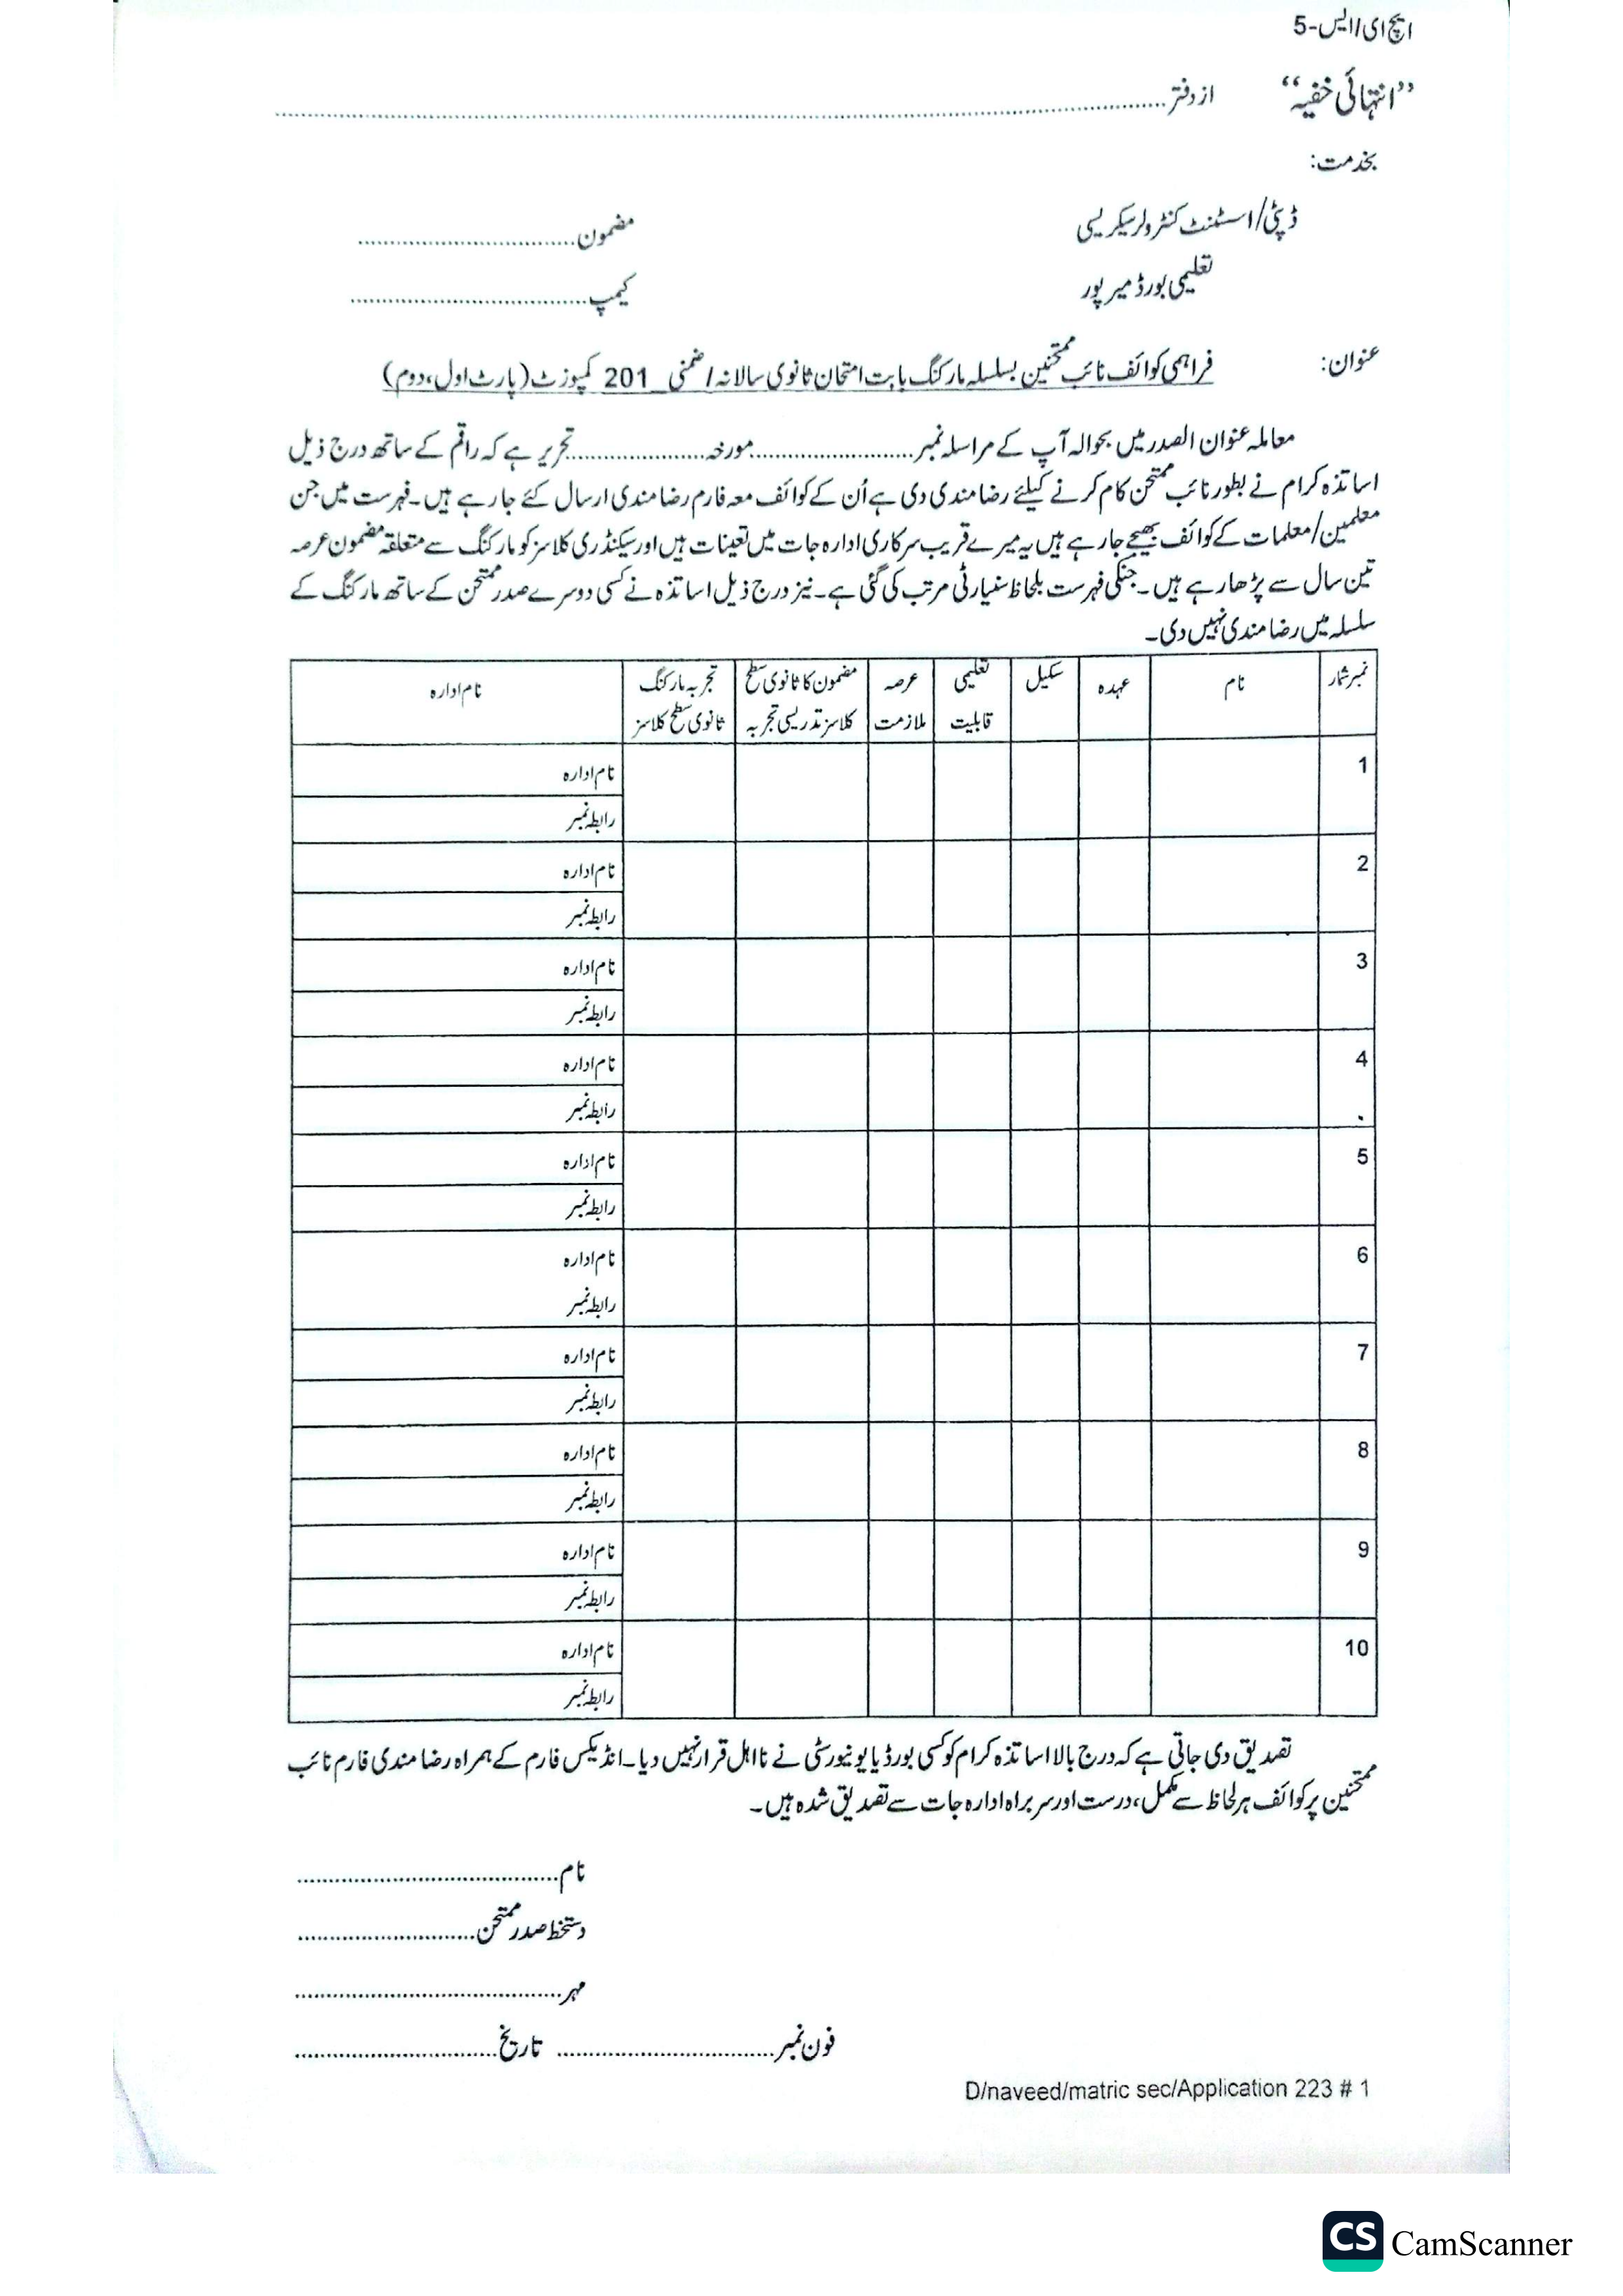 ایچ ای/ایس-5
”انتہائی خفیہ“ ازدفتر........................................
بخدمت:
ڈپٹی/اسسٹنٹ کنٹرولر سیکریسی مضمون..............................
تعلیمی بورڈ میرپور کیمپ..............................
عنوان: فراہمی کوائف نائب ممتحنین بسلسلہ مارکنگ بابت امتحان ثانوی سالانہ/ضمنی _201 کمپوزٹ (پارٹ اول، دوم)
معاملہ عنوان الصدر میں بحوالہ آپ کے مراسلہ نمبر......................مورخہ...................تحریر ہے کہ راقم کے ساتھ درج ذیل
اساتذہ کرام نے بطور نائب ممتحن کام کرنے کیلئے رضامندی دی ہے اُن کے کوائف معہ فارم رضامندی ارسال کئے جارہے ہیں۔ فہرست میں جن
معلمین/معلمات کے کوائف بھیجے جارہے ہیں یہ میرے قریب سرکاری ادارہ جات میں تعینات ہیں اور سیکنڈری کلاسز کو مارکنگ سے متعلقہ مضمون عرصہ
تین سال سے پڑھارہے ہیں۔ جنکی فہرست بلحاظ سنیارٹی مرتب کی گئی ہے۔ نیز درج ذیل اساتذہ نے کسی دوسرے صدر ممتحن کے ساتھ مارکنگ کے
سلسلہ میں رضامندی نہیں دی۔
نمبر شمار نام عہدہ سکیل تعلیمی قابلیت عرصہ ملازمت مضمون کا ثانوی سطح کلاسز تدریسی تجربہ تجربہ مارکنگ ثانوی سطح کلاسز نام ادارہ
1 نام ادارہ
رابطہ نمبر
2 نام ادارہ
رابطہ نمبر
3 نام ادارہ
رابطہ نمبر
4 نام ادارہ
رابطہ نمبر
5 نام ادارہ
رابطہ نمبر
6 نام ادارہ
رابطہ نمبر
7 نام ادارہ
رابطہ نمبر
8 نام ادارہ
رابطہ نمبر
9 نام ادارہ
رابطہ نمبر
10 نام ادارہ
رابطہ نمبر
تصدیق دی جاتی ہے کہ درج بالا اساتذہ کرام کو کسی بورڈ یا یونیورسٹی نے نااہل قرار نہیں دیا۔ انڈیکس فارم کے ہمراہ رضامندی فارم نائب
ممتحنین پر کوائف ہر لحاظ سے مکمل، درست اور سربراہ ادارہ جات سے تصدیق شدہ ہیں۔
نام........................................
دستخط صدر ممتحن............................
مہر........................................
فون نمبر.................................. تاریخ..............................
D/naveed/matric sec/Application 223 # 1
CS CamScanner